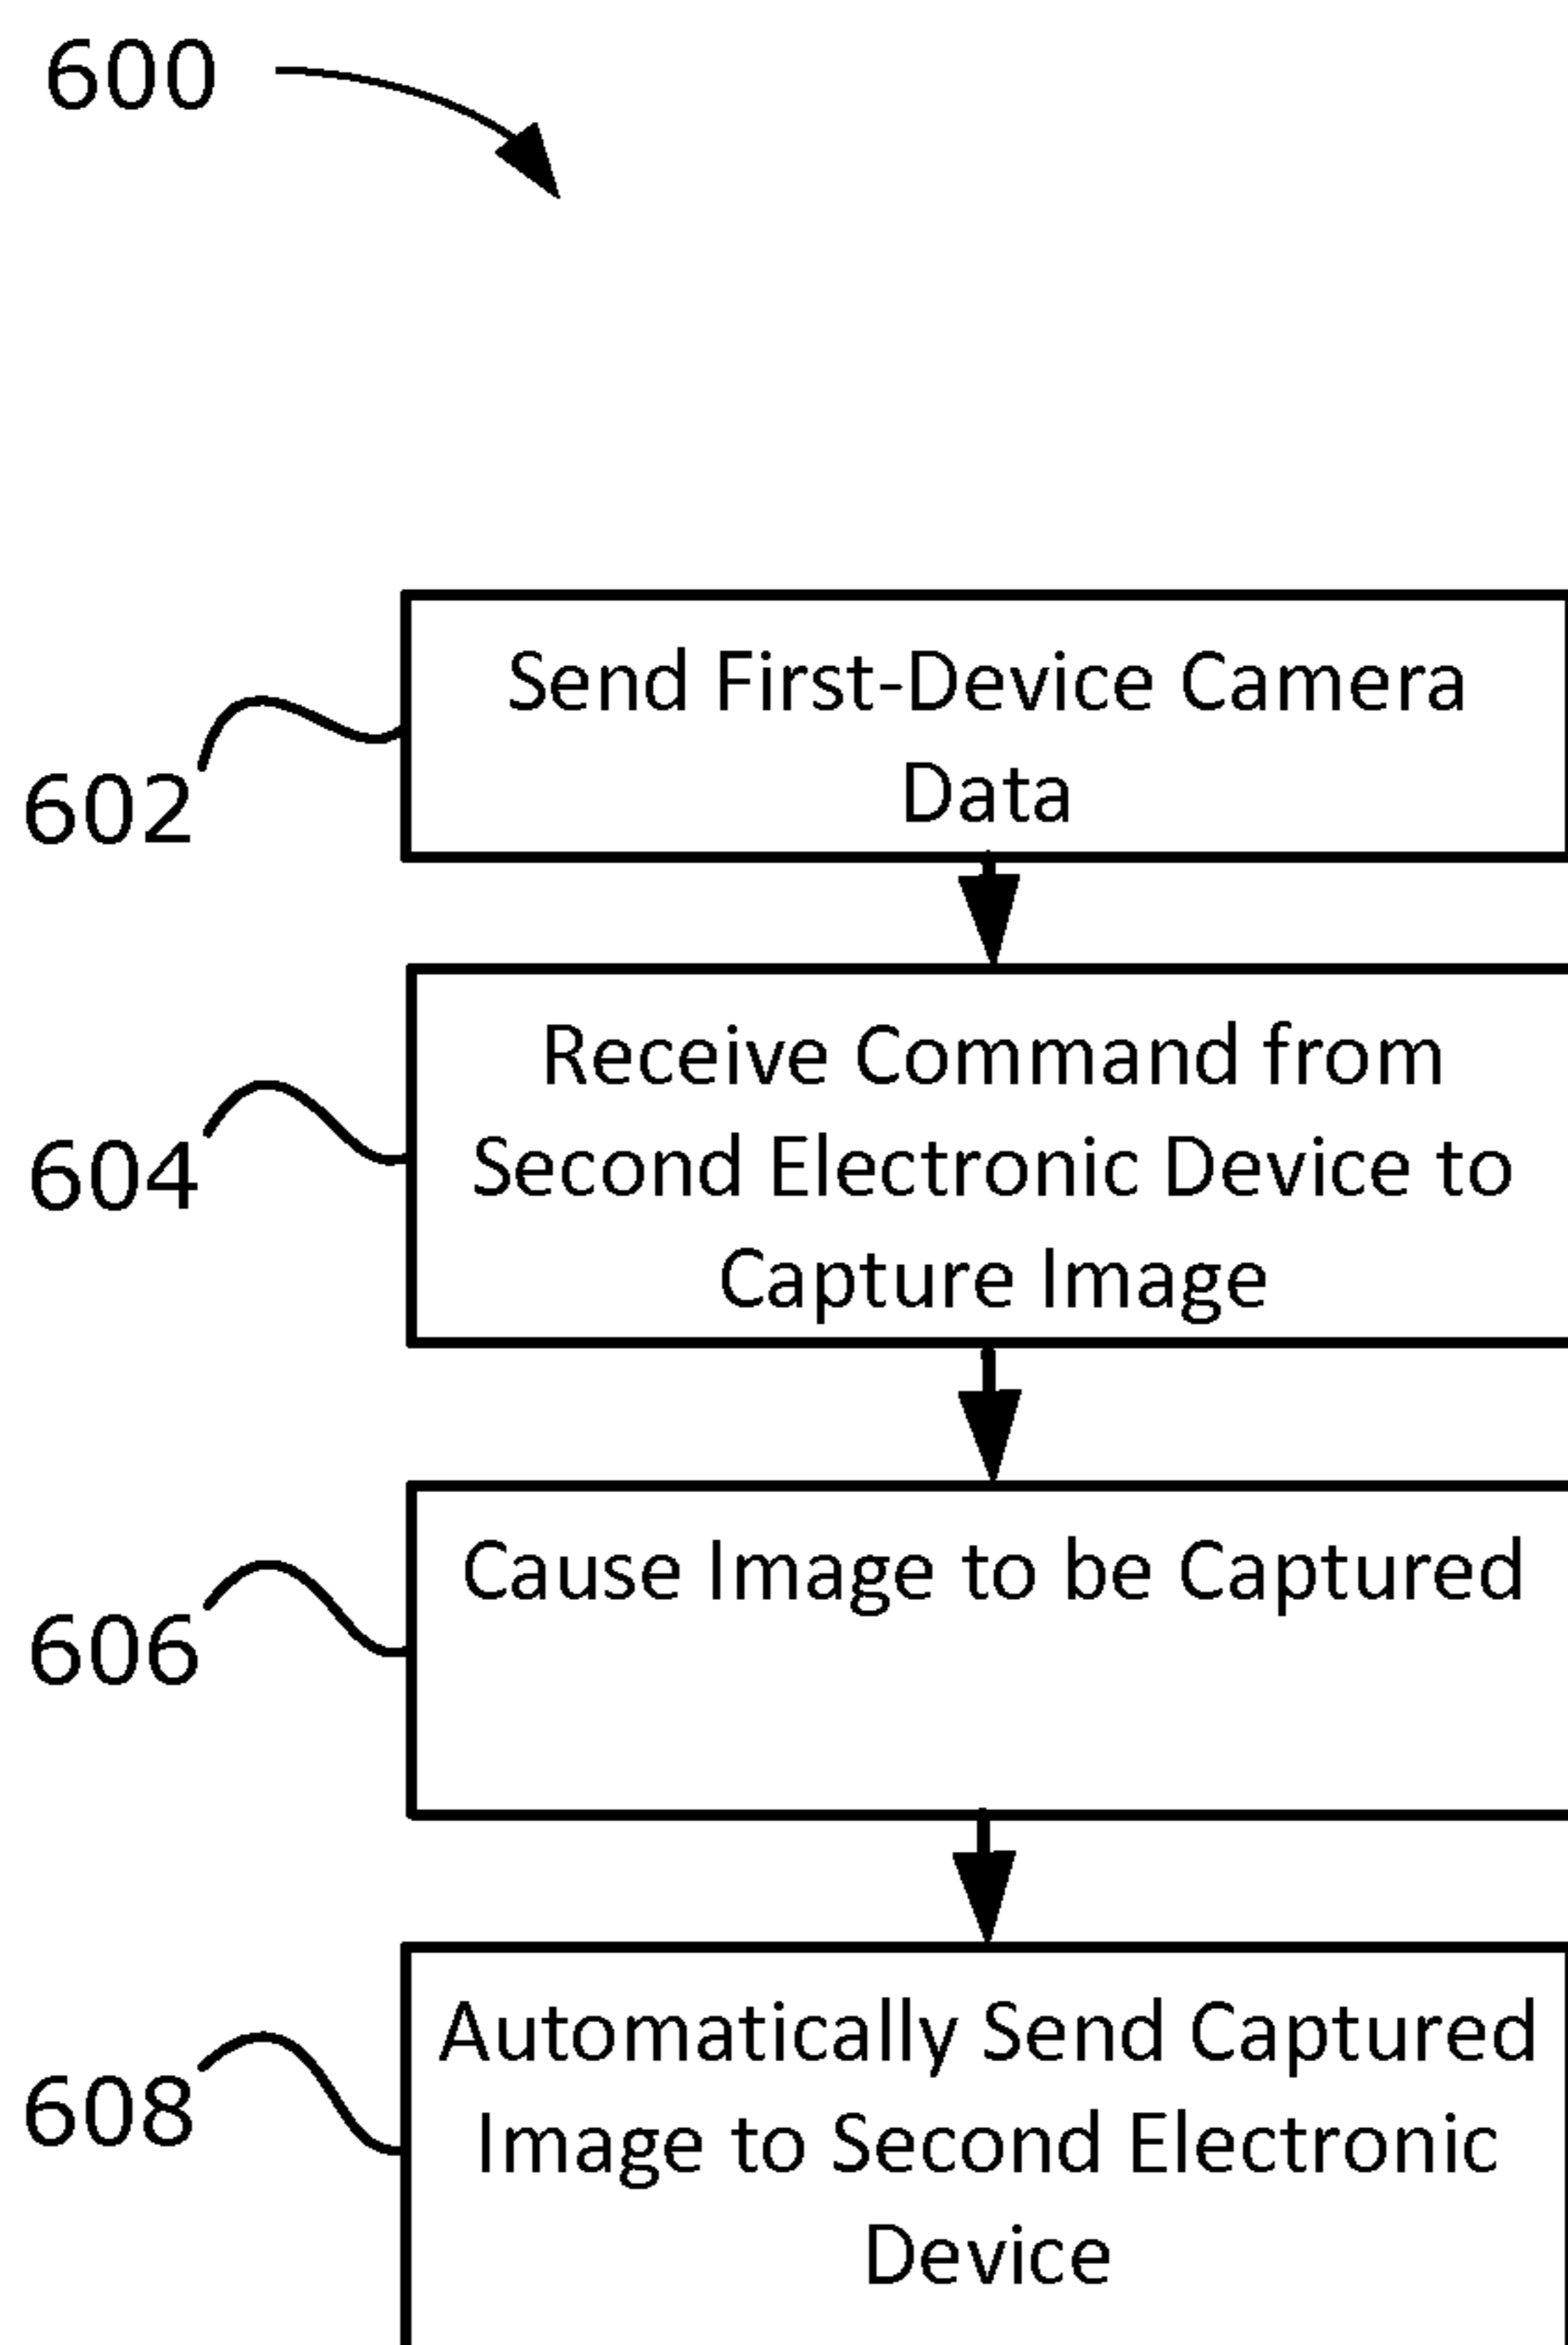 600
Send First-Device Camera
Data
602
Receive Command from
Second Electronic Device to
Capture Image
604
Cause Image to be Captured
606
Automatically Send Captured
Image to Second Electronic
Device
608